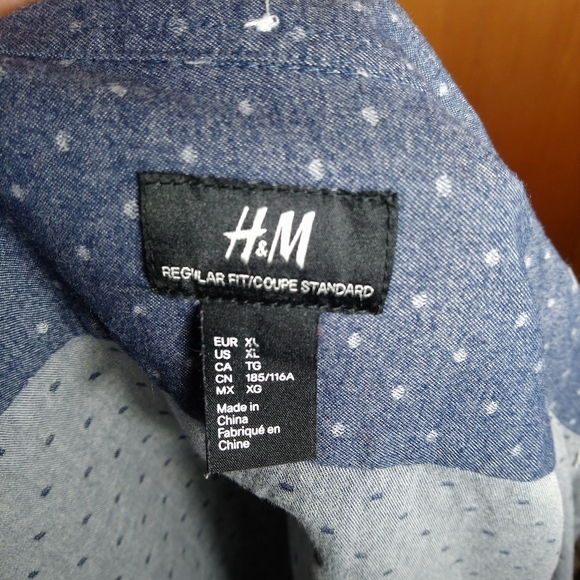 H&M
REGULAR FIT/COUPE STANDARD
EUR XL
US XL
CA TG
CN 185/116A
MX XG
Made in
China
Fabriqué en
Chine